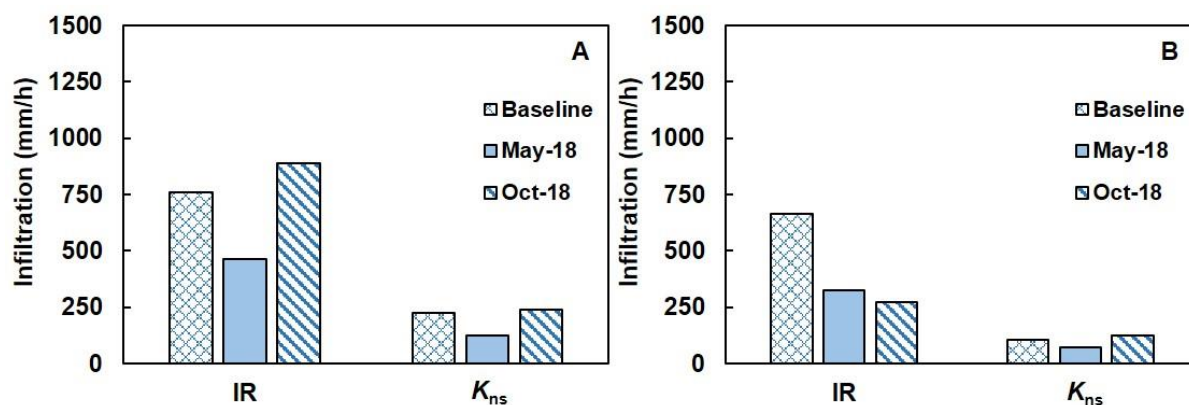 A
Infiltration (mm/h)
1500
1250
1000
750
500
250
0
Baseline
May-18
Oct-18
IR
Kns
B
Infiltration (mm/h)
1500
1250
1000
750
500
250
0
Baseline
May-18
Oct-18
IR
Kns